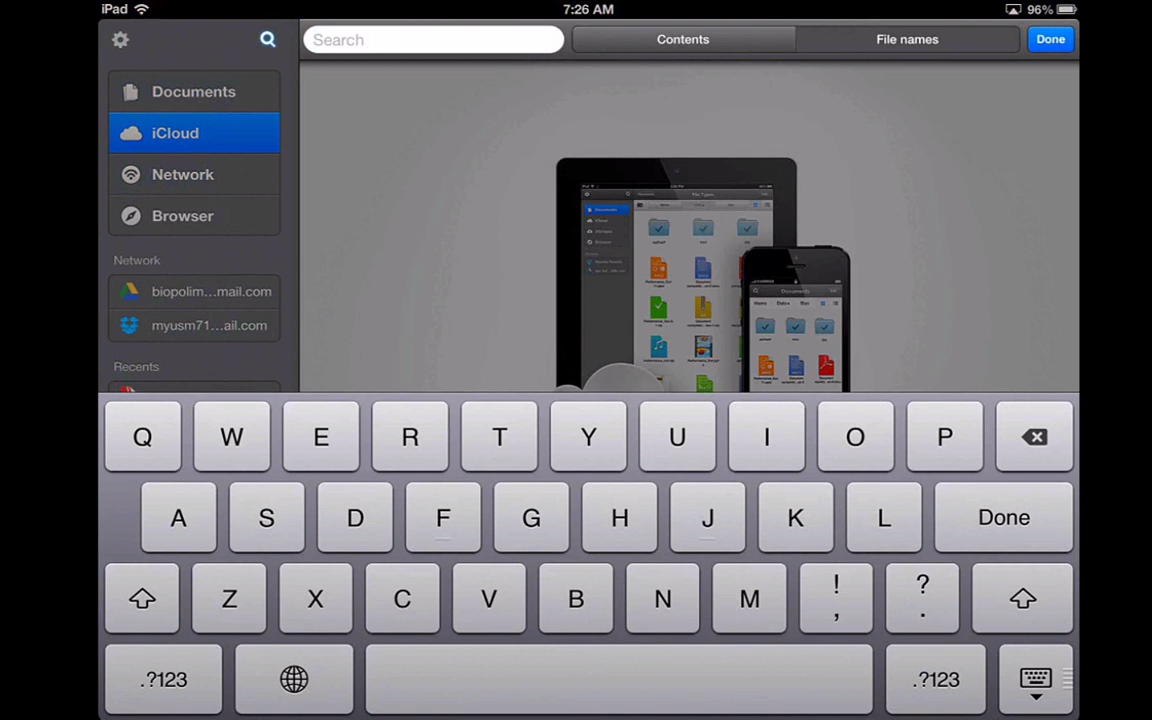 iPad 7:26 AM 96%
Search Contents File names Done
Documents
iCloud
Network
Browser
Network
biopolim...mail.com
myusm71...ail.com
Recents
Q W E R T Y U I O P
A S D F G H J K L Done
Z X C V B N M ! , ? .
.?123 .?123